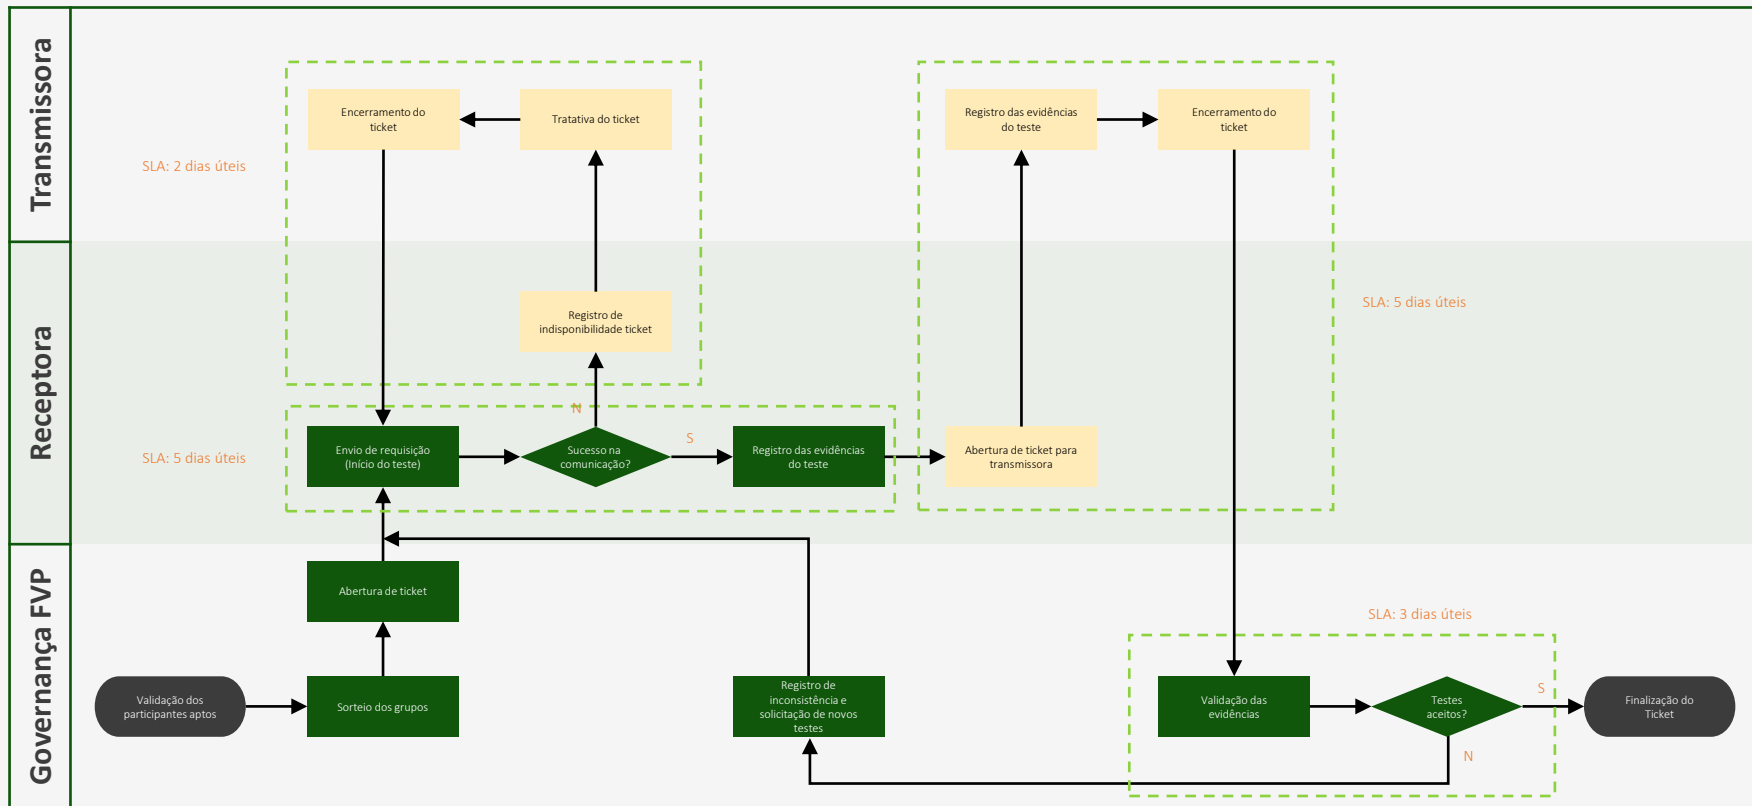 Transmissora
Encerramento do
ticket
Tratativa do ticket
Registro das evidências
do teste
Encerramento do
ticket
SLA: 2 dias úteis
Receptora
Registro de
indisponibilidade ticket
SLA: 5 dias úteis
N
SLA: 5 dias úteis
Envio de requisição
(Início do teste)
Sucesso na
comunicação?
S
Registro das evidências
do teste
Abertura de ticket para
transmissora
Governança FVP
Abertura de ticket
SLA: 3 dias úteis
Validação dos
participantes aptos
Sorteio dos grupos
Registro de
inconsistência e
solicitação de novos
testes
Validação das
evidências
Testes
aceitos?
S
N
Finalização do
Ticket